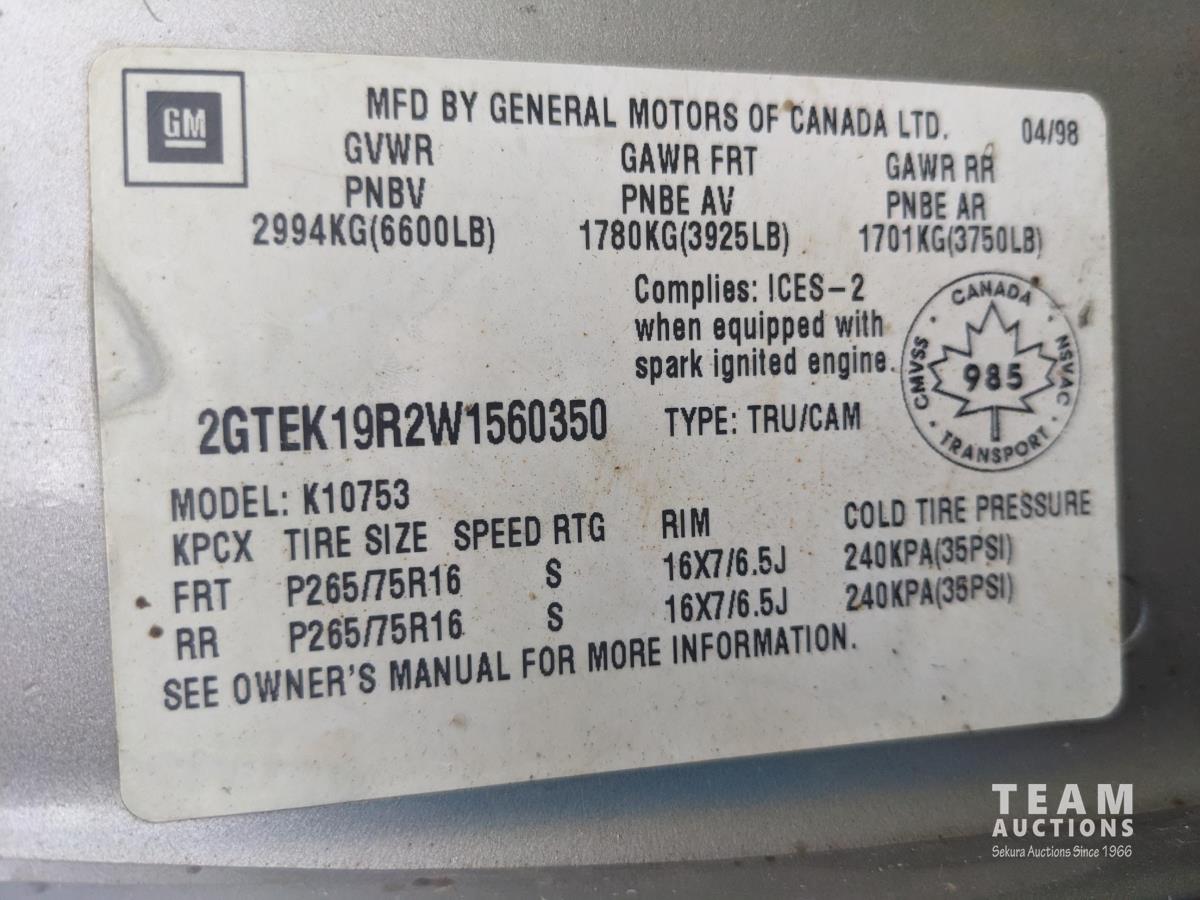 GM
MFD BY GENERAL MOTORS OF CANADA LTD. 04/98
GVWR GAWR FRT GAWR RR
PNBV PNBE AV PNBE AR
2994KG(6600LB) 1780KG(3925LB) 1701KG(3750LB)
Complies: ICES-2
when equipped with
spark ignited engine.
CANADA
CMVSS 985 NSVAC
TRANSPORT
2GTEK19R2W1560350 TYPE: TRU/CAM
MODEL: K10753
KPCX TIRE SIZE SPEED RTG RIM COLD TIRE PRESSURE
FRT P265/75R16 S 16X7/6.5J 240KPA(35PSI)
RR P265/75R16 S 16X7/6.5J 240KPA(35PSI)
SEE OWNER'S MANUAL FOR MORE INFORMATION.
TEAM
AUCTIONS
Sekura Auctions Since 1966